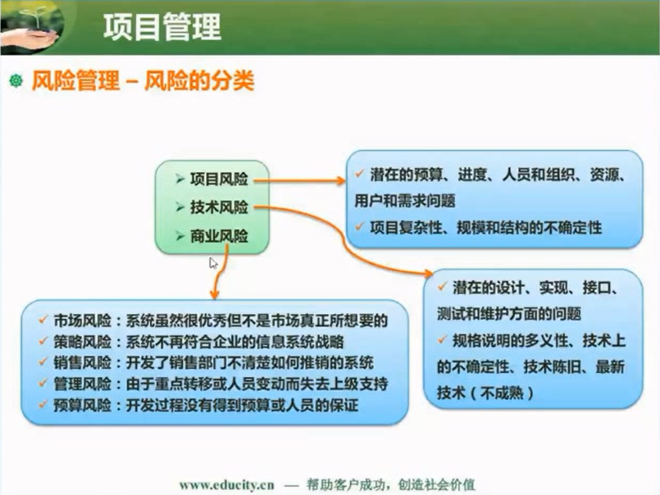 项目管理
风险管理 – 风险的分类
项目风险
技术风险
商业风险
潜在的预算、进度、人员和组织、资源、
用户和需求问题
项目复杂性、规模和结构的不确定性
潜在的设计、实现、接口、
测试和维护方面的问题
规格说明的多义性、技术上
的不确定性、技术陈旧、最新
技术（不成熟）
市场风险：系统虽然很优秀但不是市场真正所想要的
策略风险：系统不再符合企业的信息系统战略
销售风险：开发了销售部门不清楚如何推销的系统
管理风险：由于重点转移或人员变动而失去上级支持
预算风险：开发过程没有得到预算或人员的保证
www.educity.cn — 帮助客户成功，创造社会价值